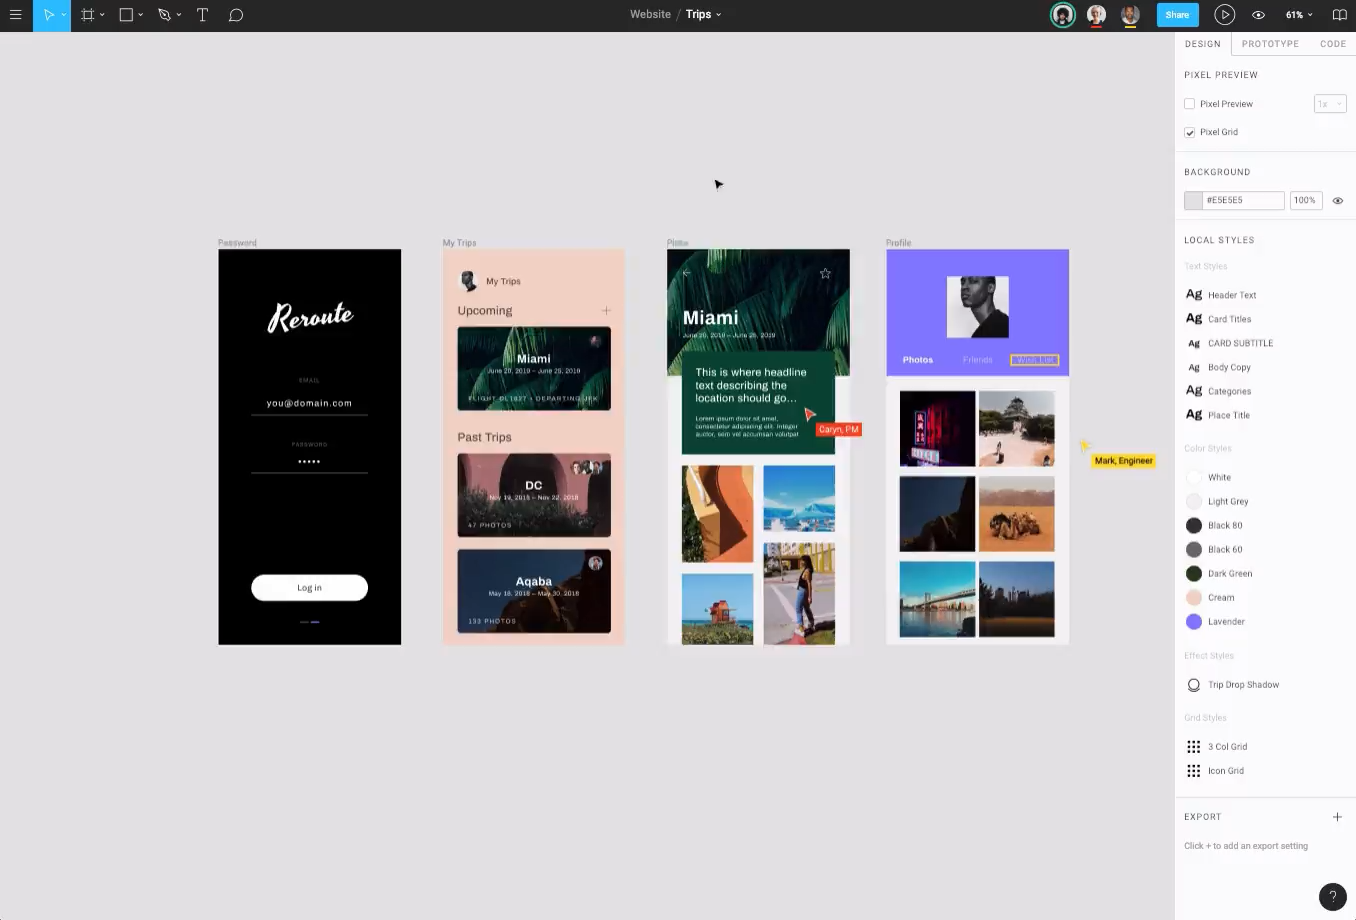 Website / Trips
Share
61%
DESIGN
PROTOTYPE
CODE
PIXEL PREVIEW
Pixel Preview
1x
Pixel Grid
BACKGROUND
#E5E5E5
100%
LOCAL STYLES
Text Styles
Ag Header Text
Ag Card Titles
Ag CARD SUBTITLE
Ag Body Copy
Ag Categories
Ag Place Title
Color Styles
White
Light Grey
Black 80
Black 60
Dark Green
Cream
Lavender
Effect Styles
Trip Drop Shadow
Grid Styles
3 Col Grid
Icon Grid
EXPORT
Click + to add an export setting
?
Password
Reroute
EMAIL
you@domain.com
PASSWORD
Log in
My Trips
My Trips
Upcoming
Miami
June 20, 2019 – June 25, 2019
FLIGHT DL1827 • DEPARTING JFK
Past Trips
DC
Nov 19, 2018 – Nov 22, 2018
47 PHOTOS
Aqaba
May 18, 2018 – May 30, 2018
133 PHOTOS
Miami
June 20, 2019 – June 25, 2019
This is where headline
text describing the
location should go...
Lorem ipsum dolor sit amet,
consectetur adipiscing elit. Integer
auctor, sem vel accumsan volutpat
Caryn, PM
Profile
Photos
Friends
Wish List
Mark, Engineer